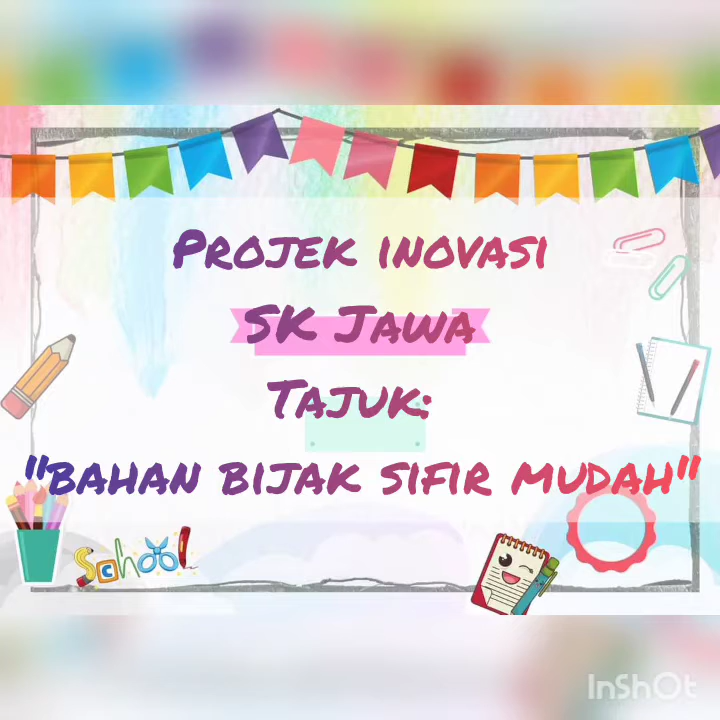 Projek inovasi
SK Jawa
Tajuk:
"bahan bijak sifir mudah"
School
InShOt